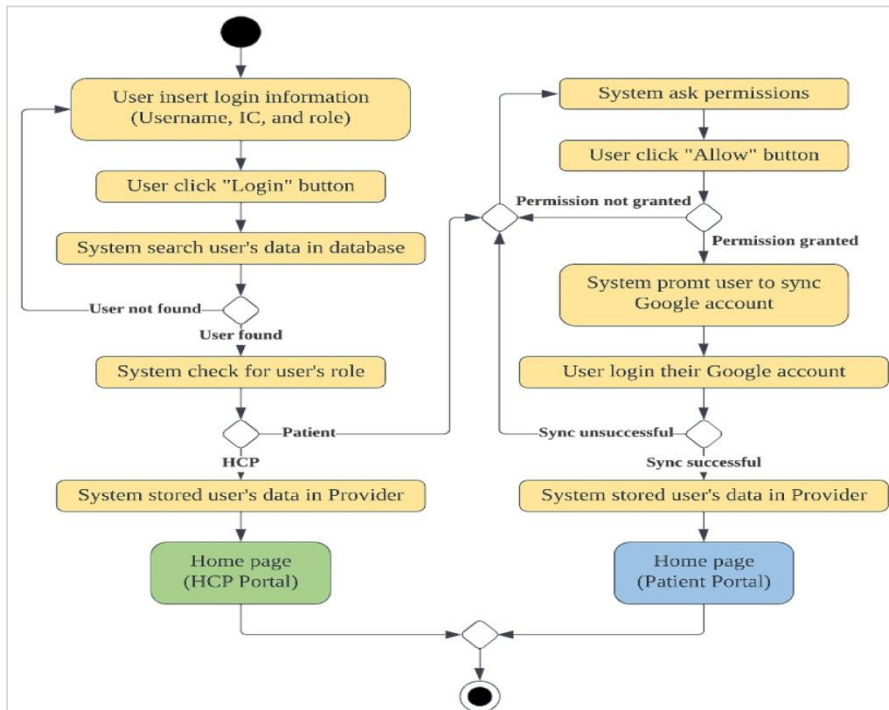 User insert login information
(Username, IC, and role)
User click "Login" button
System search user's data in database
User not found
User found
System check for user's role
Patient
HCP
System stored user's data in Provider
Home page
(HCP Portal)
System ask permissions
User click "Allow" button
Permission not granted
Permission granted
System promt user to sync
Google account
User login their Google account
Sync unsuccessful
Sync successful
System stored user's data in Provider
Home page
(Patient Portal)